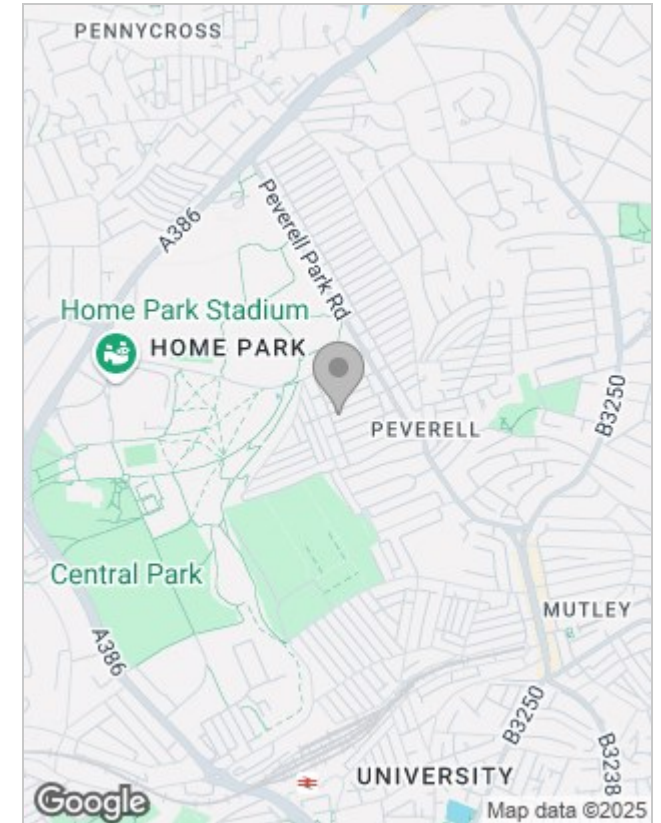 PENNYCROSS
A386
Peverell Park Rd
Home Park Stadium
HOME PARK
PEVERELL
B3250
Central Park
MUTLEY
A386
B3250
B3238
UNIVERSITY
Google
Map data ©2025